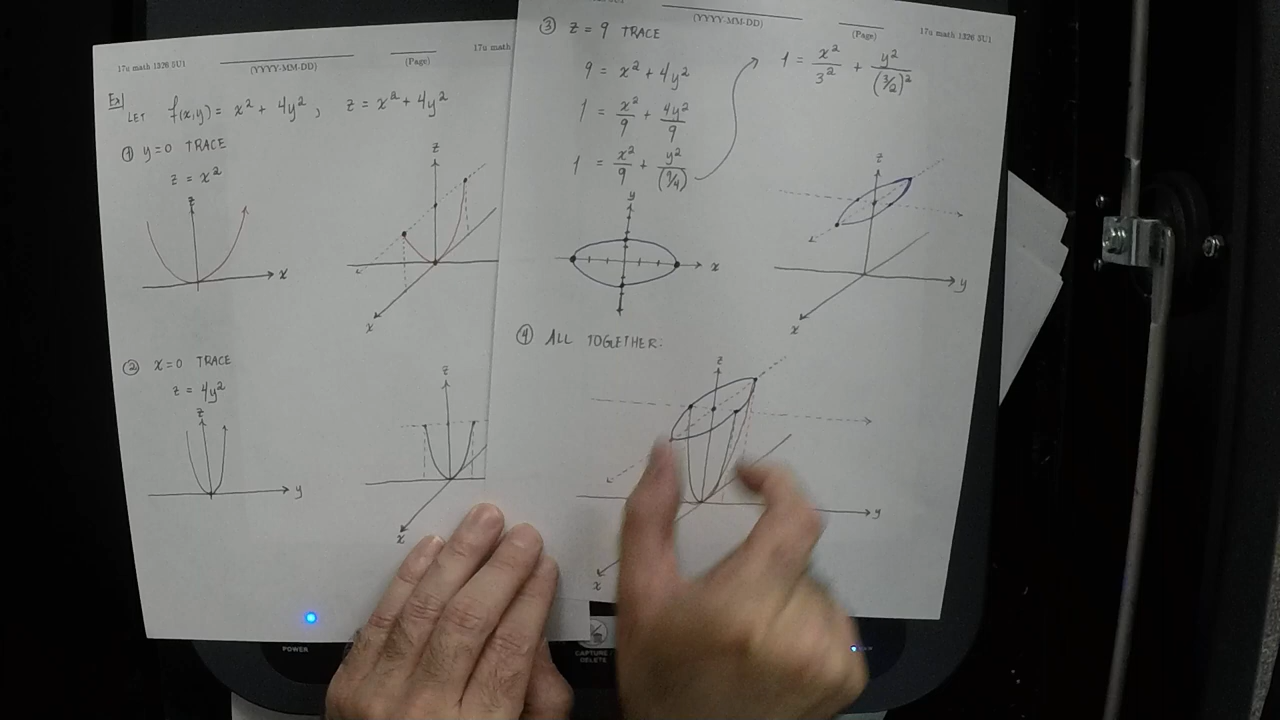 17u math 1326 5U1 (YYYY-MM-DD) (Page) 17u math
Ex]
LET f(x,y) = x² + 4y² , z = x² + 4y²
① y=0 TRACE
z = x²
z
x
z
x
② x=0 TRACE
z = 4y²
z
y
z
x
5U1 (YYYY-MM-DD) (Page) 17u math 1326 5U1
③ z = 9 TRACE
9 = x² + 4y²
1 = x²/9 + 4y²/9
1 = x²/9 + y²/(9/4)
1 = x²/3² + y²/(3/2)²
y
x
z
y
x
④ ALL TOGETHER:
z
y
x
POWER
CAPTURE
DELETE